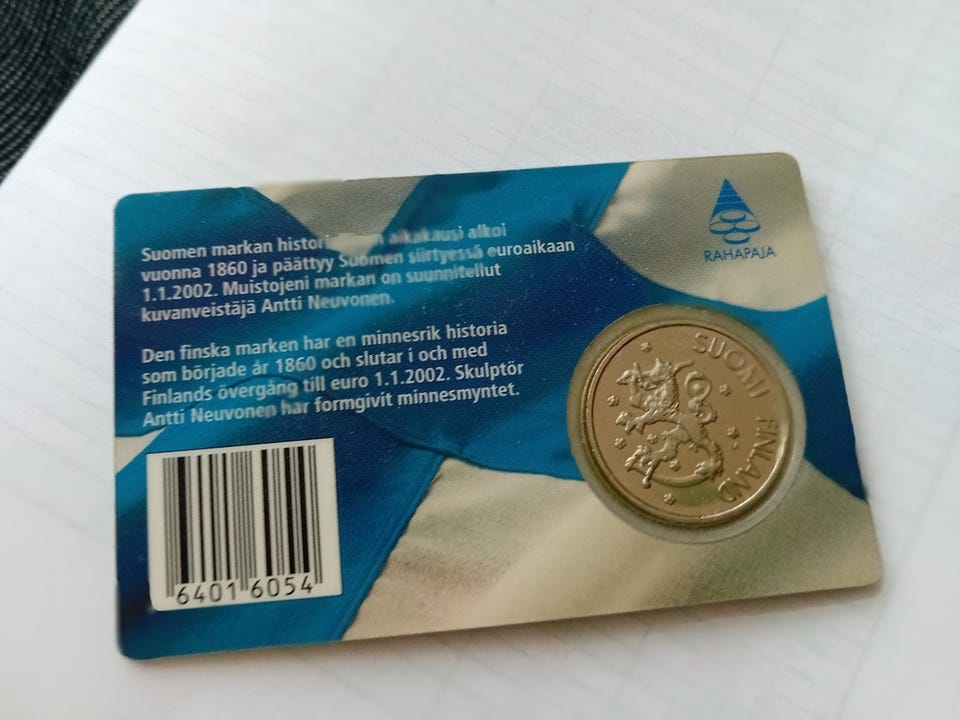 Suomen markan aikakausi alkoi
vuonna 1860 ja päättyy Suomen siirtyessä euroaikaan
1.1.2002. Muistojeni markan on suunnitellut
kuvanveistäjä Antti Neuvonen.
Den finska marken har en minnesrik historia
som började år 1860 och slutar i och med
Finlands övergång till euro 1.1.2002. Skulptör
Antti Neuvonen har formgivit minnesmyntet.
6401 6054
RAHAPAJA
SUOMI FINLAND